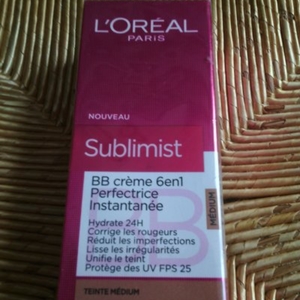 L'ORÉAL
PARIS
NOUVEAU
Sublimist
BB crème 6en1
Perfectrice
Instantanée
MÉDIUM
Hydrate 24H
Corrige les rougeurs
Réduit les imperfections
Lisse les irrégularités
Unifie le teint
Protège des UV FPS 25
TEINTE MÉDIUM